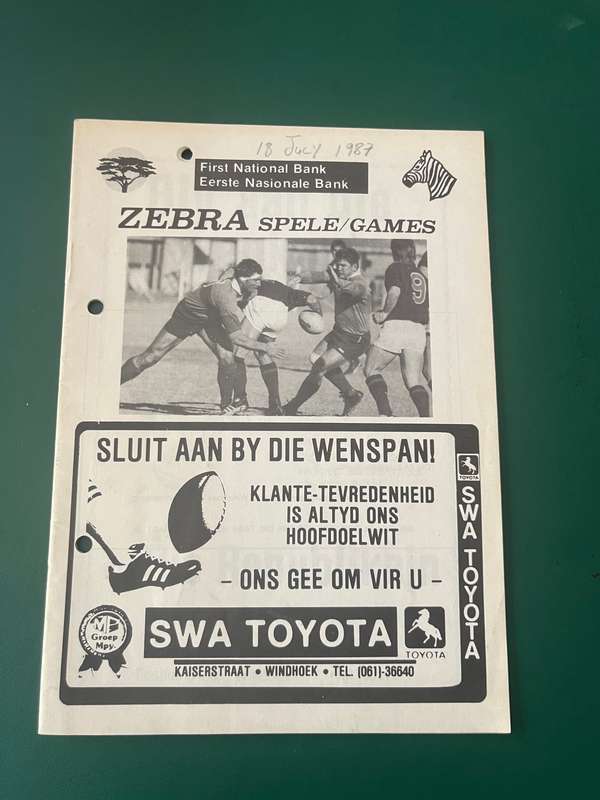 18 July 1987
First National Bank
Eerste Nasionale Bank
ZEBRA SPELE/GAMES
9
SLUIT AAN BY DIE WENSPAN!
KLANTE-TEVREDENHEID
IS ALTYD ONS
HOOFDOELWIT
- ONS GEE OM VIR U -
MB
Groep
Mpy.
SWA TOYOTA
TOYOTA
KAISERSTRAAT • WINDHOEK • TEL. (061)-36640
TOYOTA
SWA TOYOTA